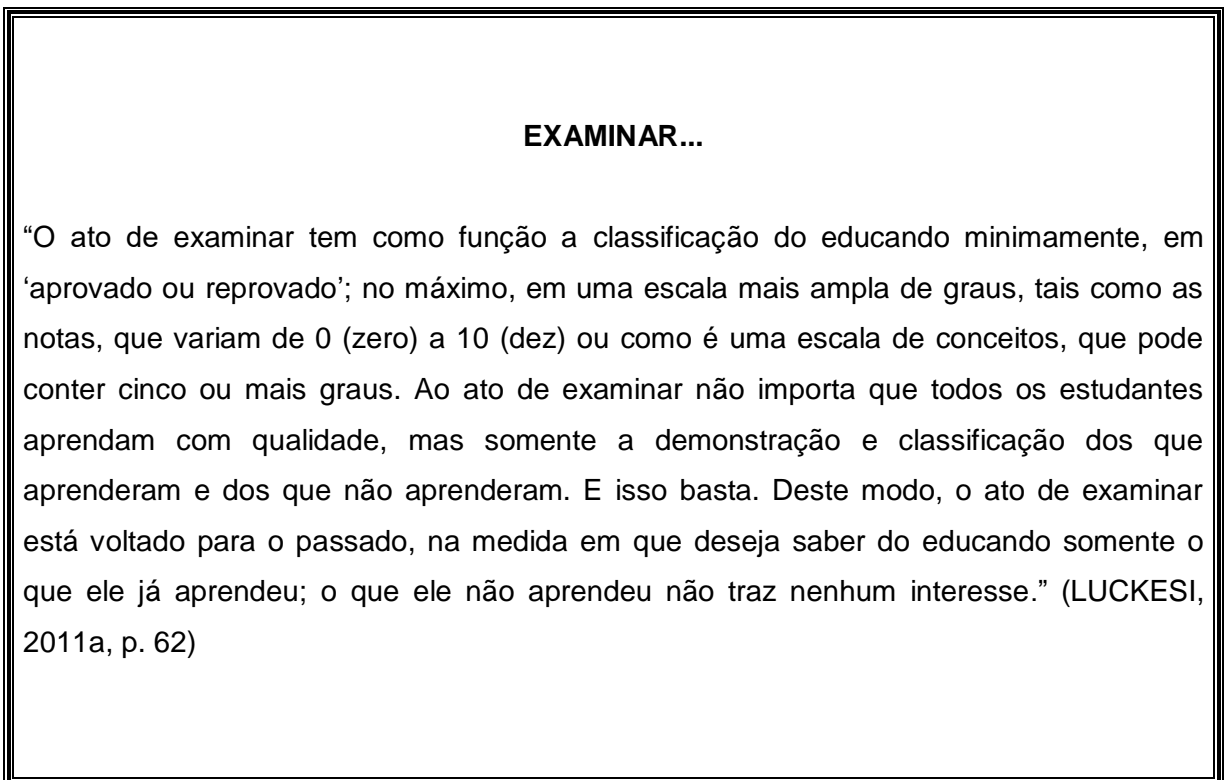 EXAMINAR...
“O ato de examinar tem como função a classificação do educando minimamente, em
‘aprovado ou reprovado’; no máximo, em uma escala mais ampla de graus, tais como as
notas, que variam de 0 (zero) a 10 (dez) ou como é uma escala de conceitos, que pode
conter cinco ou mais graus. Ao ato de examinar não importa que todos os estudantes
aprendam com qualidade, mas somente a demonstração e classificação dos que
aprenderam e dos que não aprenderam. E isso basta. Deste modo, o ato de examinar
está voltado para o passado, na medida em que deseja saber do educando somente o
que ele já aprendeu; o que ele não aprendeu não traz nenhum interesse.” (LUCKESI,
2011a, p. 62)